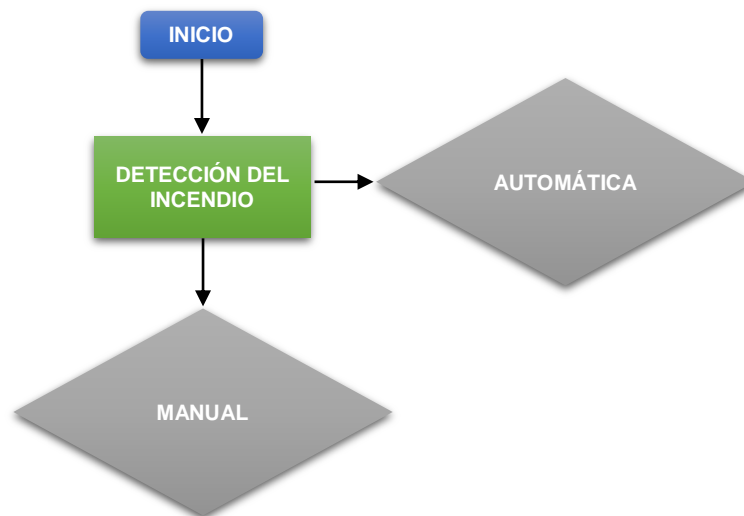 INICIO
DETECCIÓN DEL
INCENDIO
AUTOMÁTICA
MANUAL